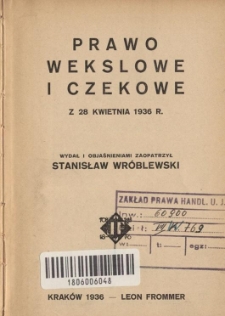 PRAWO
WEKSLOWE
I CZEKOWE
Z 28 KWIETNIA 1936 R.
WYDAŁ I OBJAŚNIENIAMI ZAOPATRZYŁ
STANISŁAW WRÓBLEWSKI
ZAKŁAD PRAWA HANDL. U. J.
Inw.: 60900
1806006048
KRAKÓW 1936 — LEON FROMMER